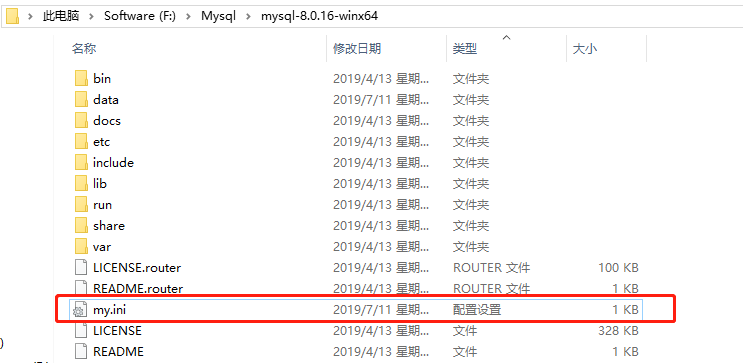 此电脑 › Software (F:) › Mysql › mysql-8.0.16-winx64
名称 修改日期 类型 大小
bin 2019/4/13 星期... 文件夹
data 2019/7/11 星期... 文件夹
docs 2019/4/13 星期... 文件夹
etc 2019/4/13 星期... 文件夹
include 2019/4/13 星期... 文件夹
lib 2019/4/13 星期... 文件夹
run 2019/4/13 星期... 文件夹
share 2019/4/13 星期... 文件夹
var 2019/4/13 星期... 文件夹
LICENSE.router 2019/4/13 星期... ROUTER 文件 100 KB
README.router 2019/4/13 星期... ROUTER 文件 1 KB
my.ini 2019/7/11 星期... 配置设置 1 KB
LICENSE 2019/4/13 星期... 文件 328 KB
README 2019/4/13 星期... 文件 1 KB
)